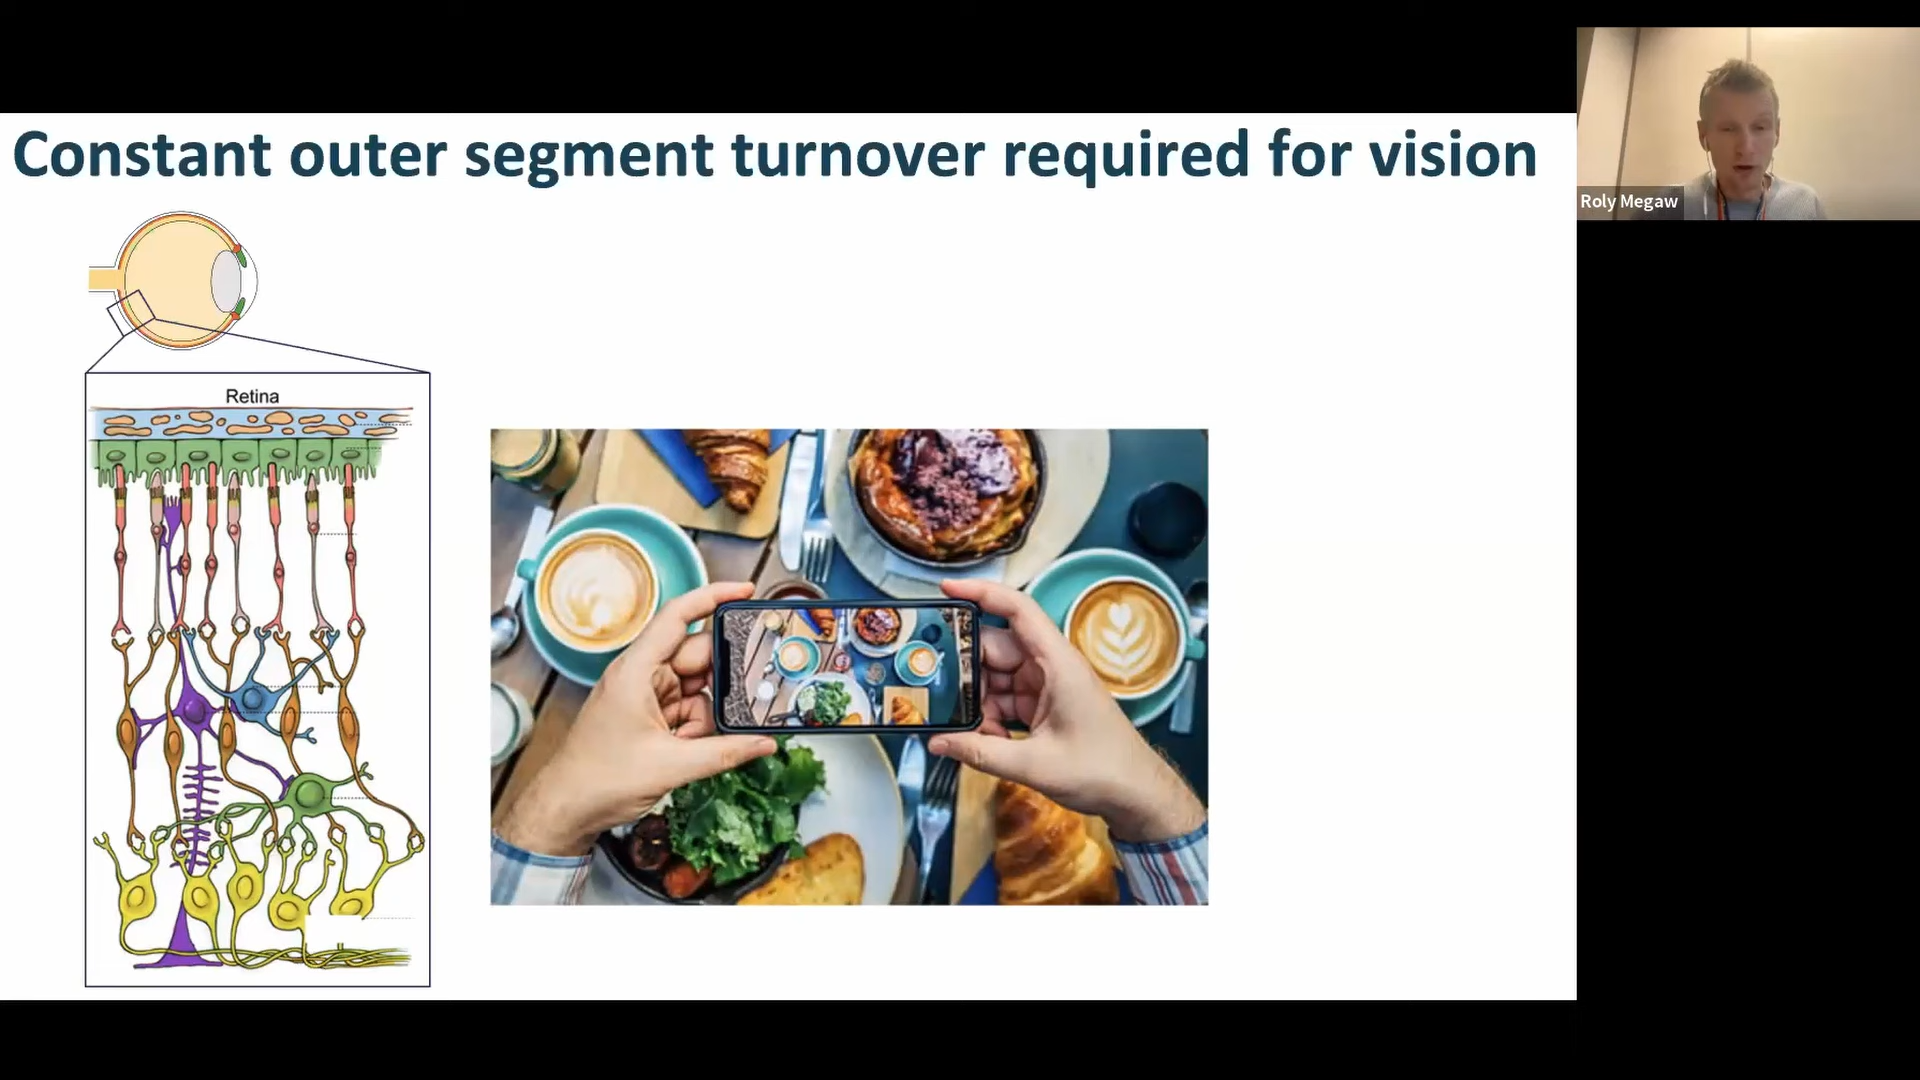 Constant outer segment turnover required for vision
Roly Megaw
Retina